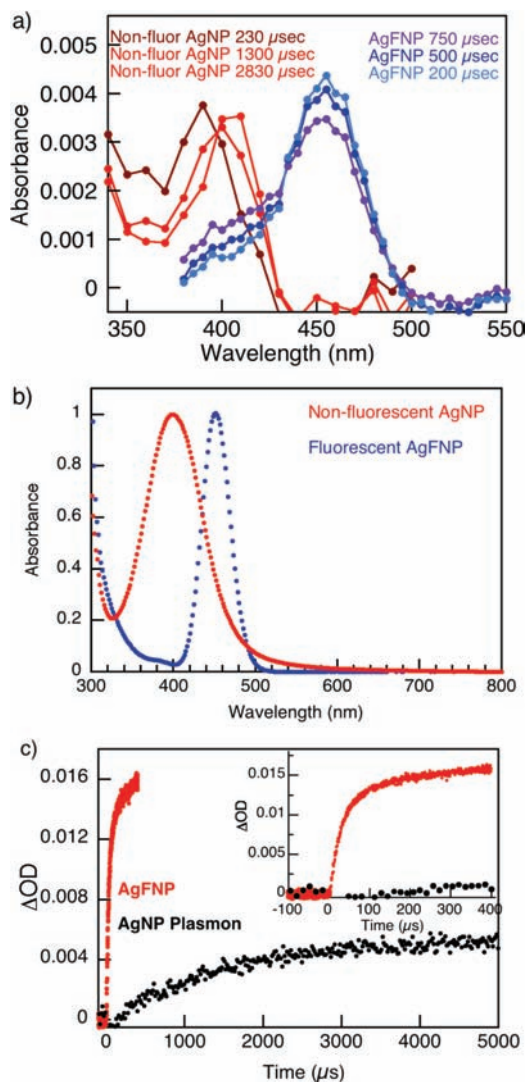 a)
Non-fluor AgNP 230 µsec
Non-fluor AgNP 1300 µsec
Non-fluor AgNP 2830 µsec
AgFNP 750 µsec
AgFNP 500 µsec
AgFNP 200 µsec
0.005
0.004
0.003
0.002
0.001
0
Absorbance
350 400 450 500 550
Wavelength (nm)
b)
Non-fluorescent AgNP
Fluorescent AgFNP
1
0.8
0.6
0.4
0.2
0
Absorbance
300 400 500 600 700 800
Wavelength (nm)
c)
0.016
0.012
0.008
0.004
0
ΔOD
AgFNP
AgNP Plasmon
0.015
0.010
0.005
0
ΔOD
-100 0 100 200 300 400
Time (µs)
0 1000 2000 3000 4000 5000
Time (µs)